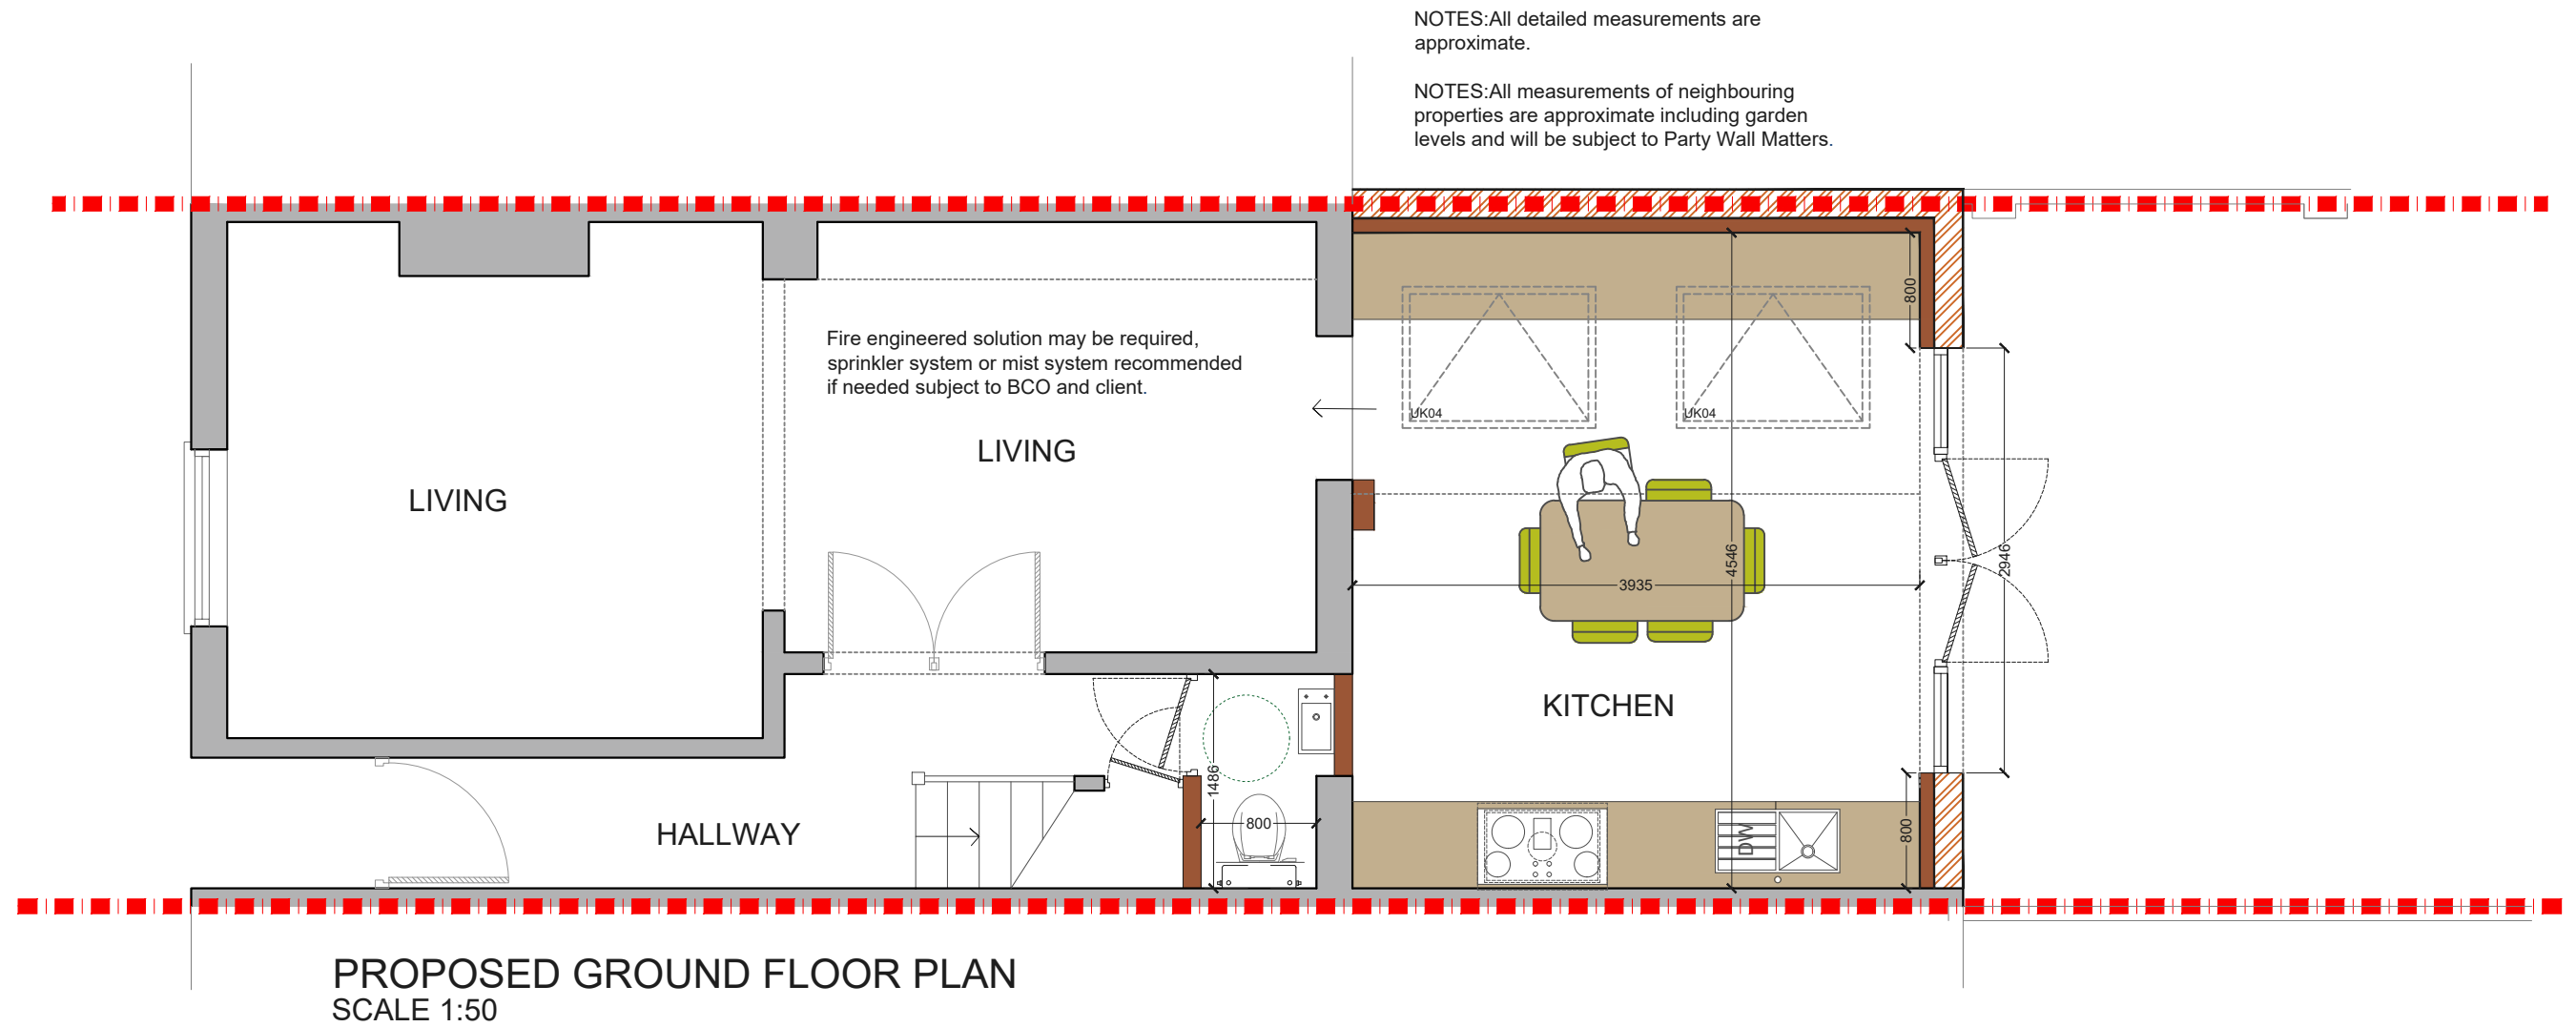 NOTES:All detailed measurements are
approximate.
NOTES:All measurements of neighbouring
properties are approximate including garden
levels and will be subject to Party Wall Matters.
800
Fire engineered solution may be required,
sprinkler system or mist system recommended
if needed subject to BCO and client.
UK04
UK04
LIVING
LIVING
4546
2946
3935
KITCHEN
1486
HALLWAY
800
DW
800
PROPOSED GROUND FLOOR PLAN
SCALE 1:50